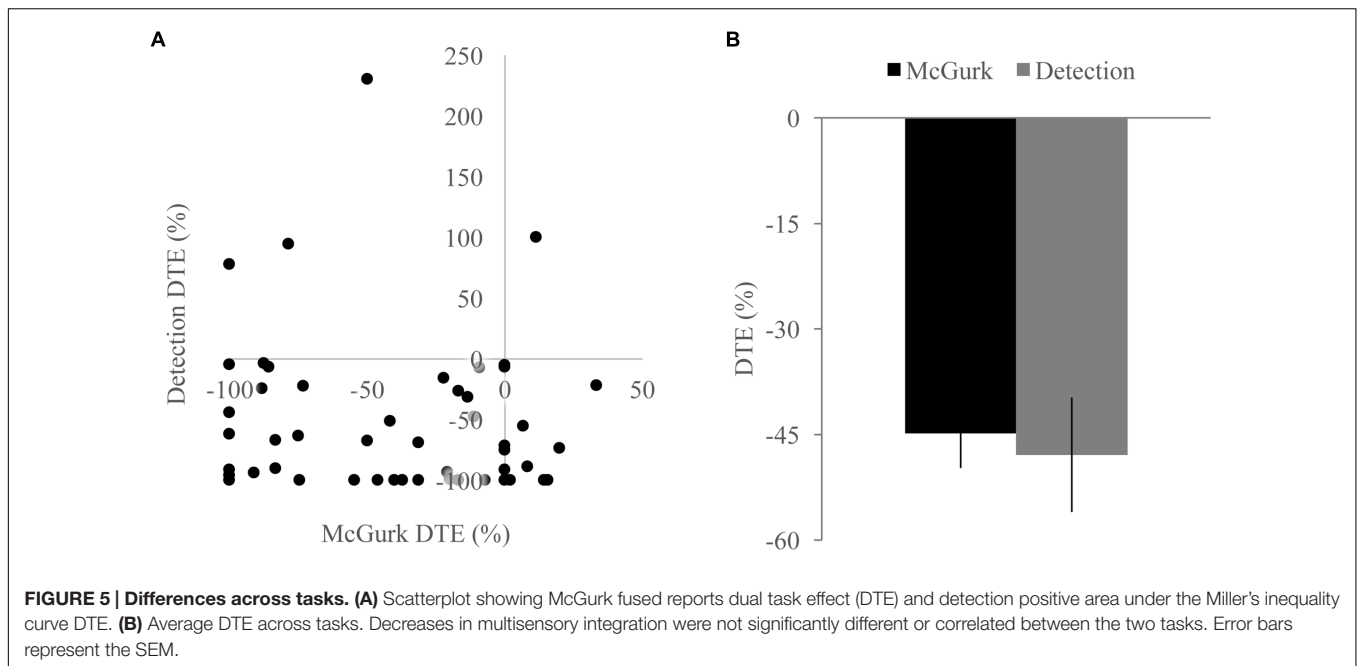 A
250
200
150
100
50
0
-50
-100
-100
-50
0
50
Detection DTE (%)
McGurk DTE (%)
B
McGurk Detection
0
-15
-30
-45
-60
DTE (%)
FIGURE 5 | Differences across tasks. (A) Scatterplot showing McGurk fused reports dual task effect (DTE) and detection positive area under the Miller's inequality
curve DTE. (B) Average DTE across tasks. Decreases in multisensory integration were not significantly different or correlated between the two tasks. Error bars
represent the SEM.